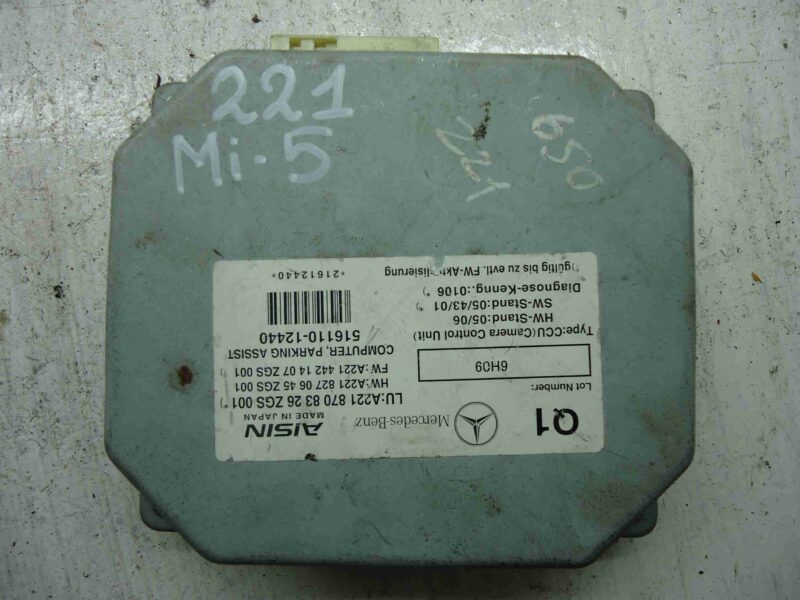 221
Mi-5
221
650
Q1
Mercedes-Benz
AISIN
MADE IN JAPAN
Lot Number:
6H09
LU:A221 870 83 26 ZGS 001*)
HW:A221 827 06 45 ZGS 001
FW:A221 442 14 07 ZGS 001
COMPUTER, PARKING ASSIST
516110-12440
*21612440*
Type:CCU(Camera Control Unit)
HW-Stand:05/06
SW-Stand:05/43/01 *)
Diagnose-Kenng.:0106 *)
*)gültig bis zu evtl. FW-Aktualisierung